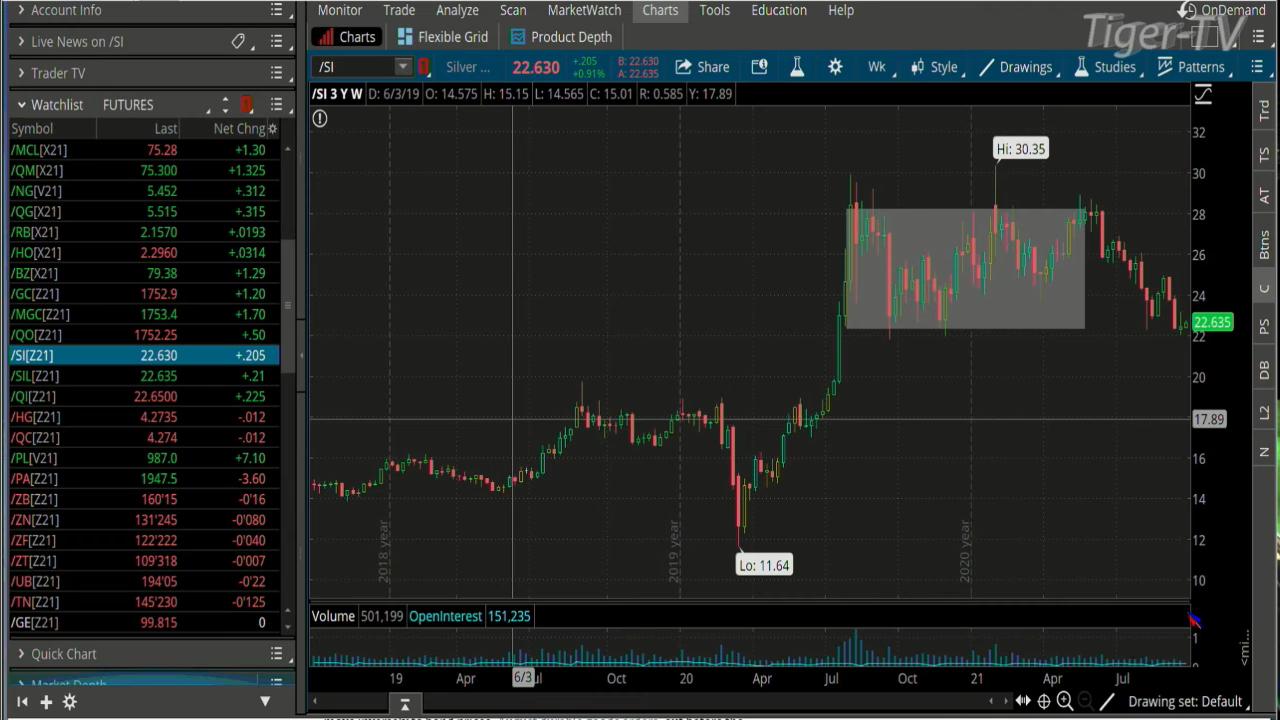 Account Info
Monitor Trade Analyze Scan MarketWatch Charts Tools Education Help
OnDemand
Tiger-TV
Live News on /SI
Charts Flexible Grid Product Depth
Trader TV
/SI Silver ... 22.630 +.205 +0.91% B: 22.630 A: 22.635 Share Wk Style Drawings Studies Patterns
Watchlist FUTURES
/SI 3 Y W D: 6/3/19 O: 14.575 H: 15.15 L: 14.565 C: 15.01 R: 0.585 Y: 17.89
Symbol Last Net Chng
/MCL[X21] 75.28 +1.30
/QM[X21] 75.300 +1.325
/NG[V21] 5.452 +.312
/QG[X21] 5.515 +.315
/RB[X21] 2.1570 +.0193
/HO[X21] 2.2960 +.0314
/BZ[X21] 79.38 +1.29
/GC[Z21] 1752.9 +1.20
/MGC[Z21] 1753.4 +1.70
/QO[Z21] 1752.25 +.50
/SI[Z21] 22.630 +.205
/SIL[Z21] 22.635 +.21
/QI[Z21] 22.6500 +.225
/HG[Z21] 4.2735 -.012
/QC[Z21] 4.274 -.012
/PL[V21] 987.0 +7.10
/PA[Z21] 1947.5 -3.60
/ZB[Z21] 160'15 -0'16
/ZN[Z21] 131'245 -0'080
/ZF[Z21] 122'222 -0'040
/ZT[Z21] 109'318 -0'007
/UB[Z21] 194'05 -0'22
/TN[Z21] 145'230 -0'125
/GE[Z21] 99.815 0
Quick Chart
Market Depth
Hi: 30.35
Lo: 11.64
2018 year
2019 year
2020 year
32
30
28
26
24
22.635
22
20
17.89
16
14
12
10
Volume 501,199 OpenInterest 151,235
1
0
19 Apr 6/3 Jul Oct 20 Apr Jul Oct 21 Apr Jul
Drawing set: Default
Trd
TS
AT
Btns
C
PS
DB
L2
N
<mi...